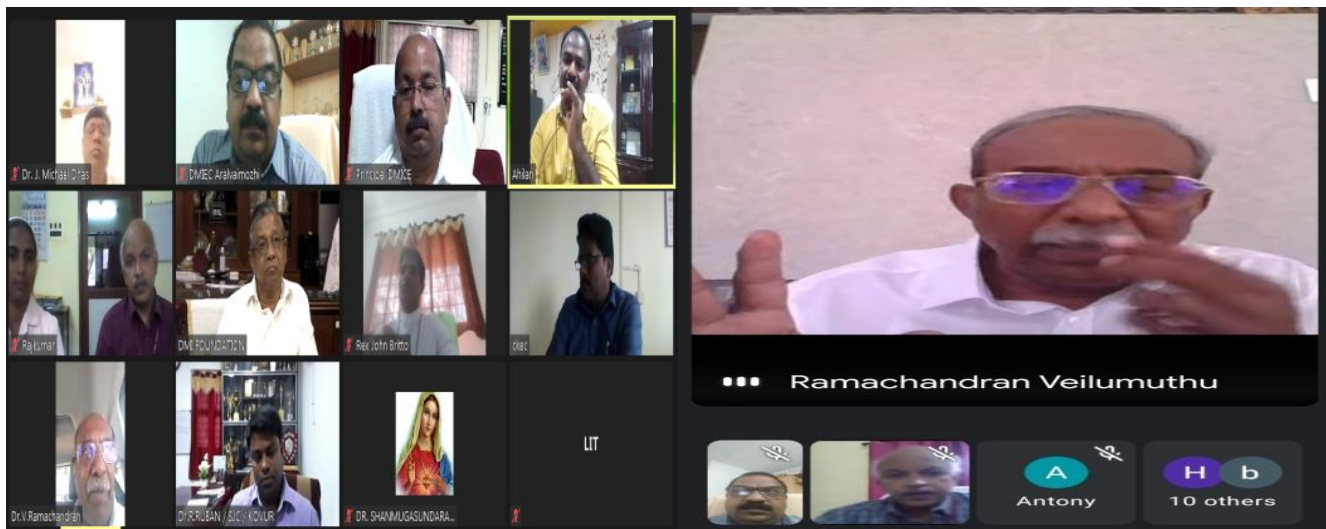 Dr. J. Michael Dhas
DMIEC Aralvaimozhi
Principal DMICE
Ahilan
Rajkumar
DMI FOUNDATION
Rex John Britto
ckec
Dr.V.Ramachandran
Dr.R.RUBAN / SJC / KOVUR
DR. SHANMUGASUNDARA...
LIT
Ramachandran Veilumuthu
A
Antony
H b
10 others